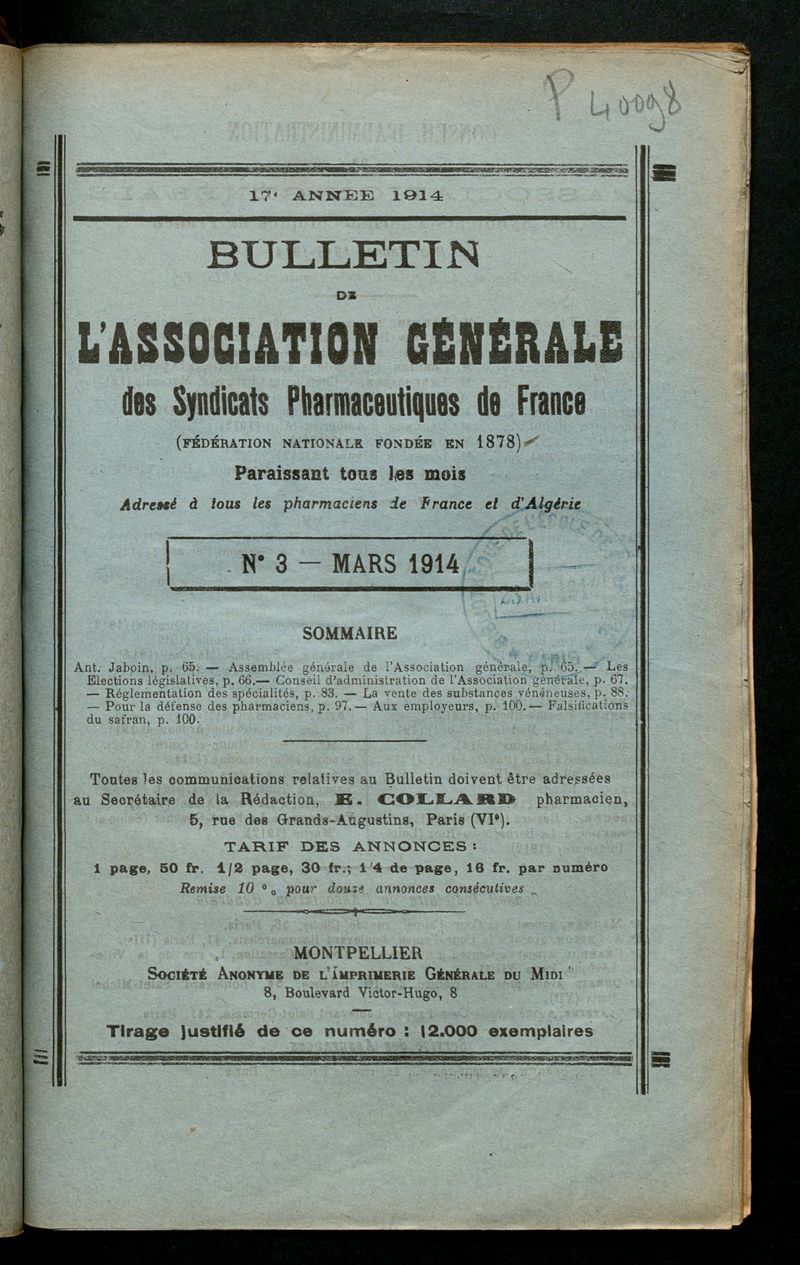 P 40098
17e ANNEE 1914
BULLETIN
DE
L'ASSOCIATION GÉNÉRALE
des Syndicats Pharmaceutiques de France
(FÉDÉRATION NATIONALE FONDÉE EN 1878)
Paraissant tous les mois
Adressé à tous les pharmaciens de France et d'Algérie
N° 3 — MARS 1914
SOMMAIRE
Ant. Jaboin, p. 65. — Assemblée générale de l'Association générale, p. 65. — Les
Elections législatives, p. 66.— Conseil d'administration de l'Association générale, p. 67.
— Réglementation des spécialités, p. 83. — La vente des substances vénéneuses, p. 88.
— Pour la défense des pharmaciens, p. 97. — Aux employeurs, p. 100. — Falsifications
du safran, p. 100.
Toutes les communications relatives au Bulletin doivent être adressées
au Secrétaire de la Rédaction, E. COLLARD pharmacien,
5, rue des Grands-Augustins, Paris (VIe).
TARIF DES ANNONCES :
1 page, 50 fr. 1/2 page, 30 fr.; 1/4 de page, 16 fr. par numéro
Remise 10 % pour douze annonces consécutives
MONTPELLIER
SOCIÉTÉ ANONYME DE L'IMPRIMERIE GÉNÉRALE DU MIDI
8, Boulevard Victor-Hugo, 8
Tirage justifié de ce numéro : 12.000 exemplaires